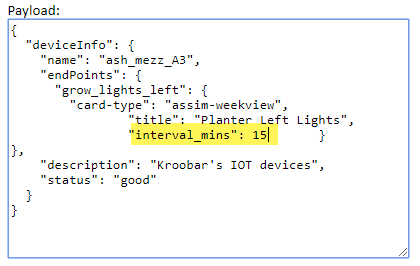 Payload:
{
  "deviceInfo": {
    "name": "ash_mezz_A3",
    "endPoints": {
      "grow_lights_left": {
        "card-type": "assim-weekview",
                "title": "Planter Left Lights",
                "interval_mins": 15       }
},
    "description": "Kroobar's IOT devices",
    "status": "good"
  }
}